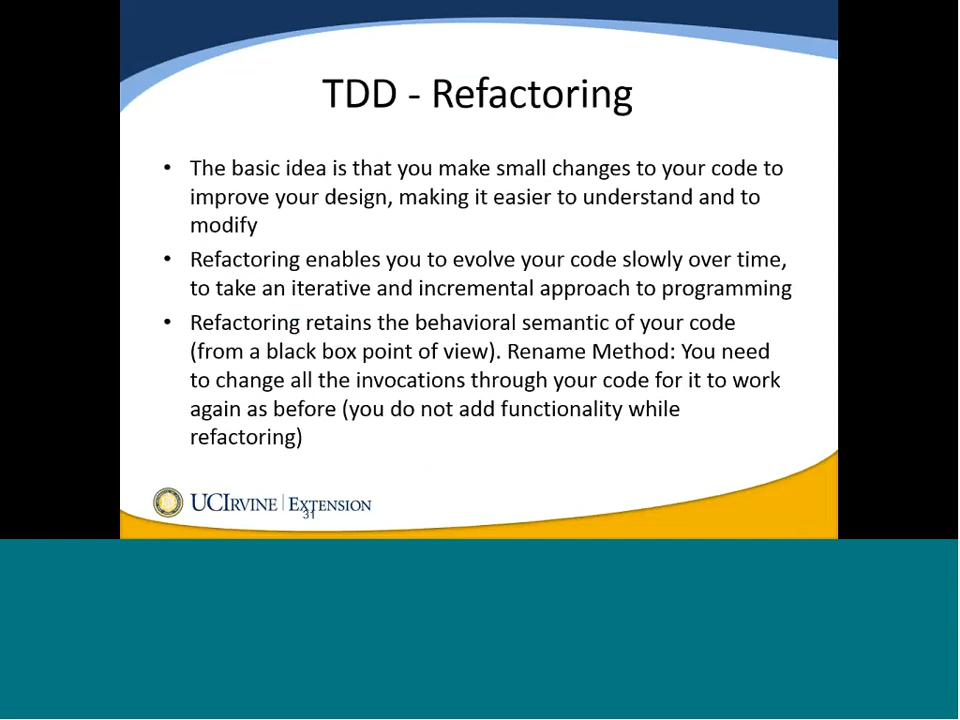 TDD - Refactoring
• The basic idea is that you make small changes to your code to
improve your design, making it easier to understand and to
modify
• Refactoring enables you to evolve your code slowly over time,
to take an iterative and incremental approach to programming
• Refactoring retains the behavioral semantic of your code
(from a black box point of view). Rename Method: You need
to change all the invocations through your code for it to work
again as before (you do not add functionality while
refactoring)
UCIRVINE | EXTENSION
31